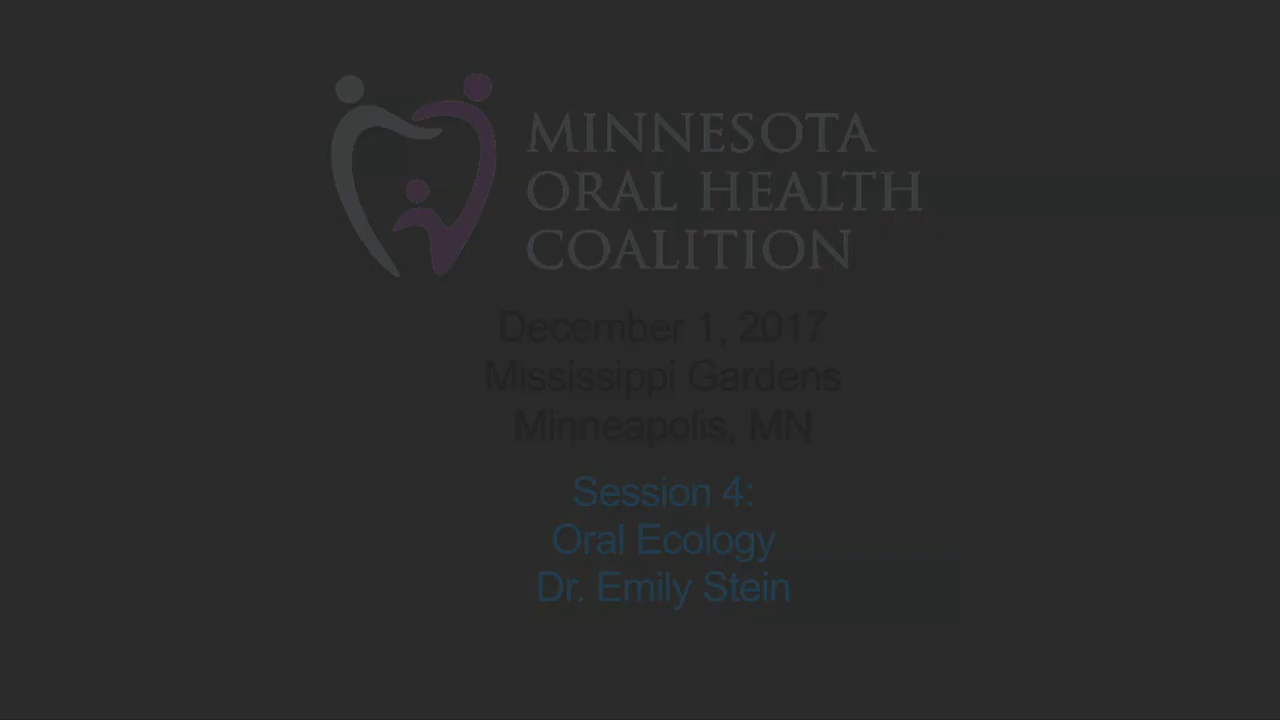 MINNESOTA
ORAL HEALTH
COALITION
December 1, 2017
Mississippi Gardens
Minneapolis, MN
Session 4:
Oral Ecology
Dr. Emily Stein